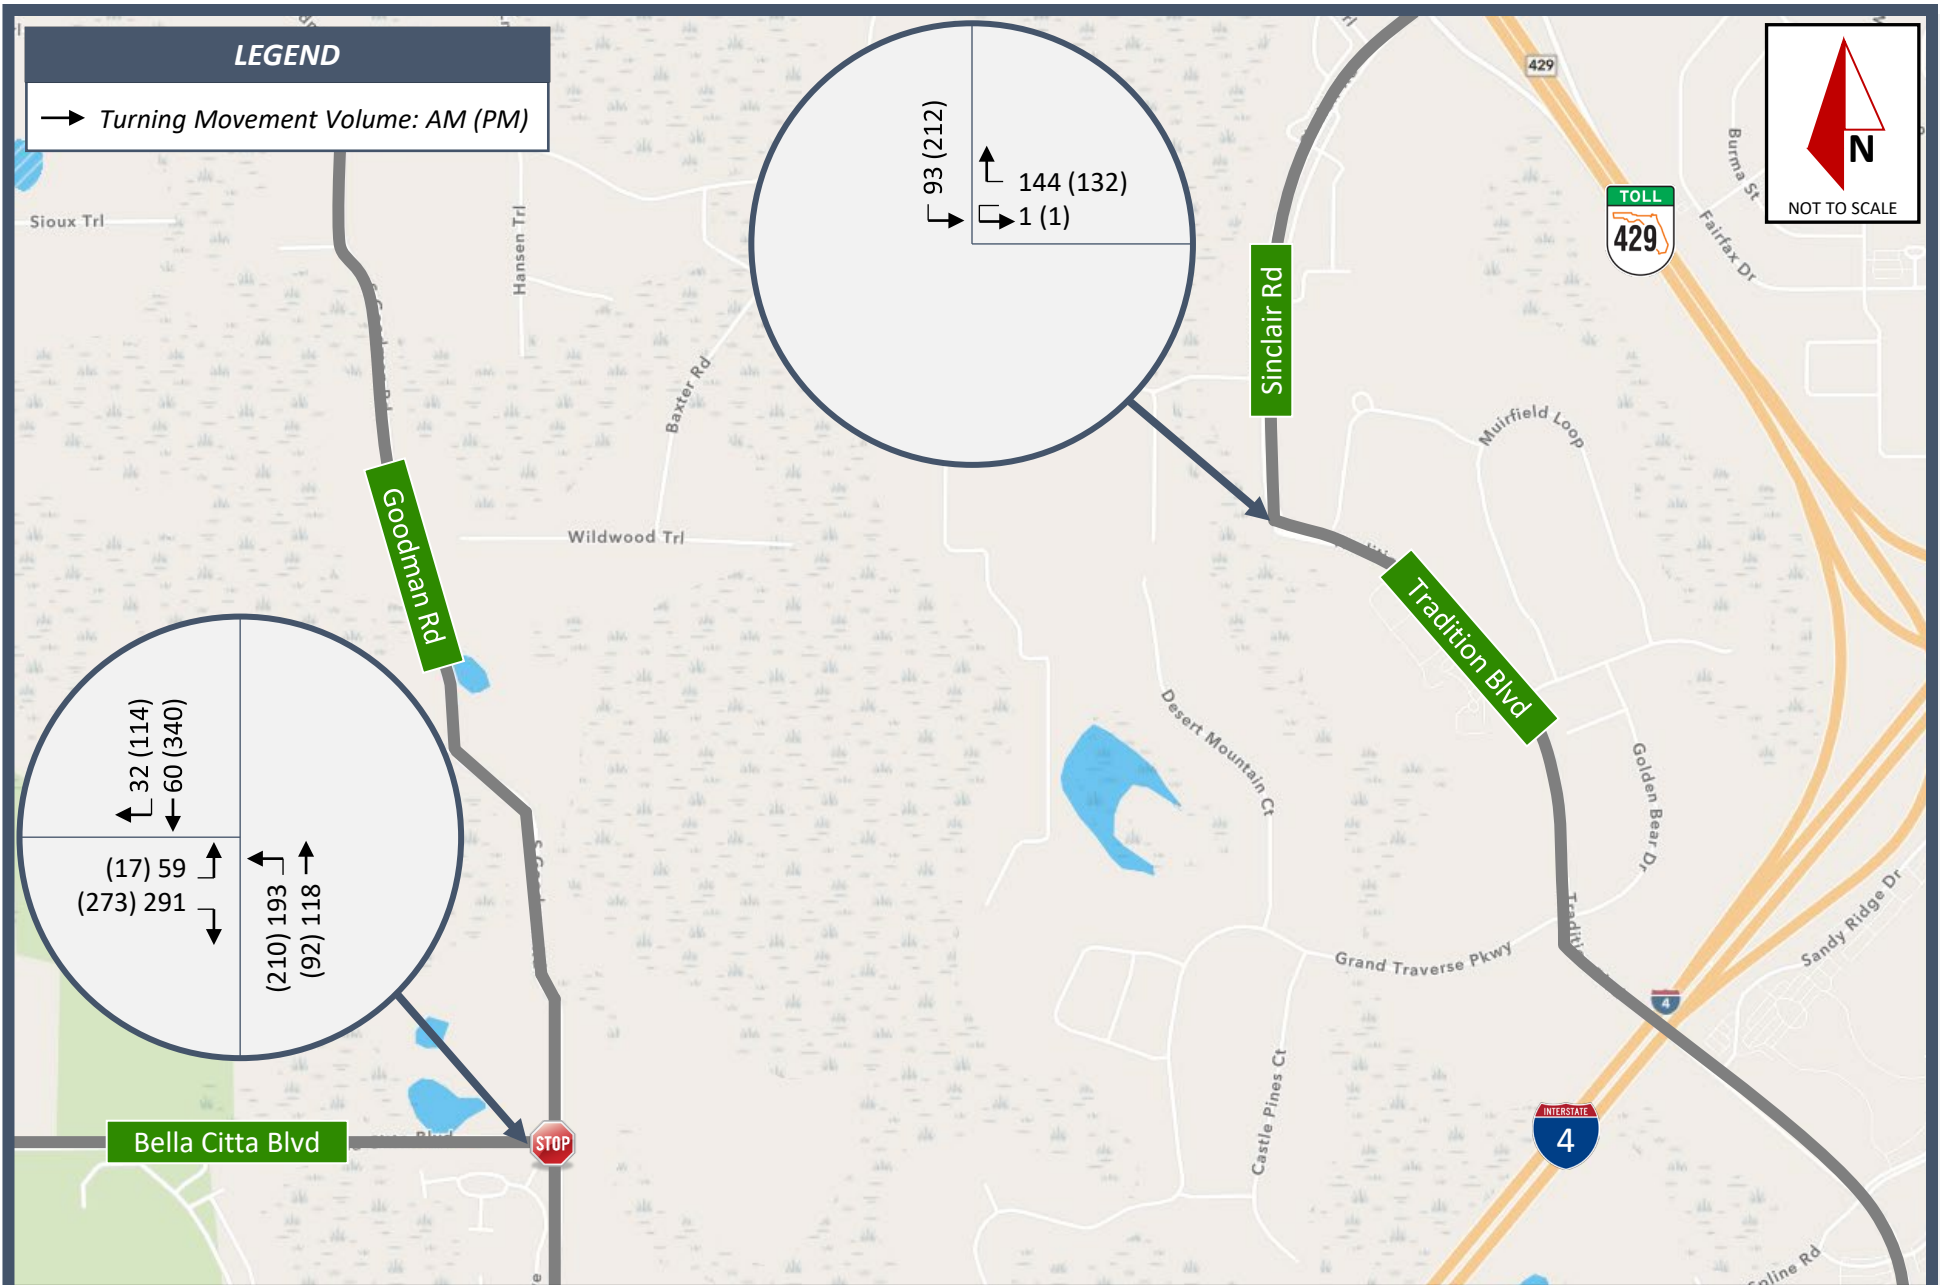 LEGEND
Turning Movement Volume: AM (PM)
429
N
NOT TO SCALE
TOLL
429
Burma St
Fairfax Dr
Sioux Trl
Hansen Trl
93 (212)
144 (132)
1 (1)
Sinclair Rd
Baxter Rd
Muirfield Loop
Goodman Rd
Wildwood Trl
Tradition Blvd
32 (114)
60 (340)
(17) 59
(273) 291
(210) 193
(92) 118
Desert Mountain Ct
Golden Bear Dr
Grand Traverse Pkwy
Sandy Ridge Dr
4
Castle Pines Ct
INTERSTATE
4
Bella Citta Blvd
STOP